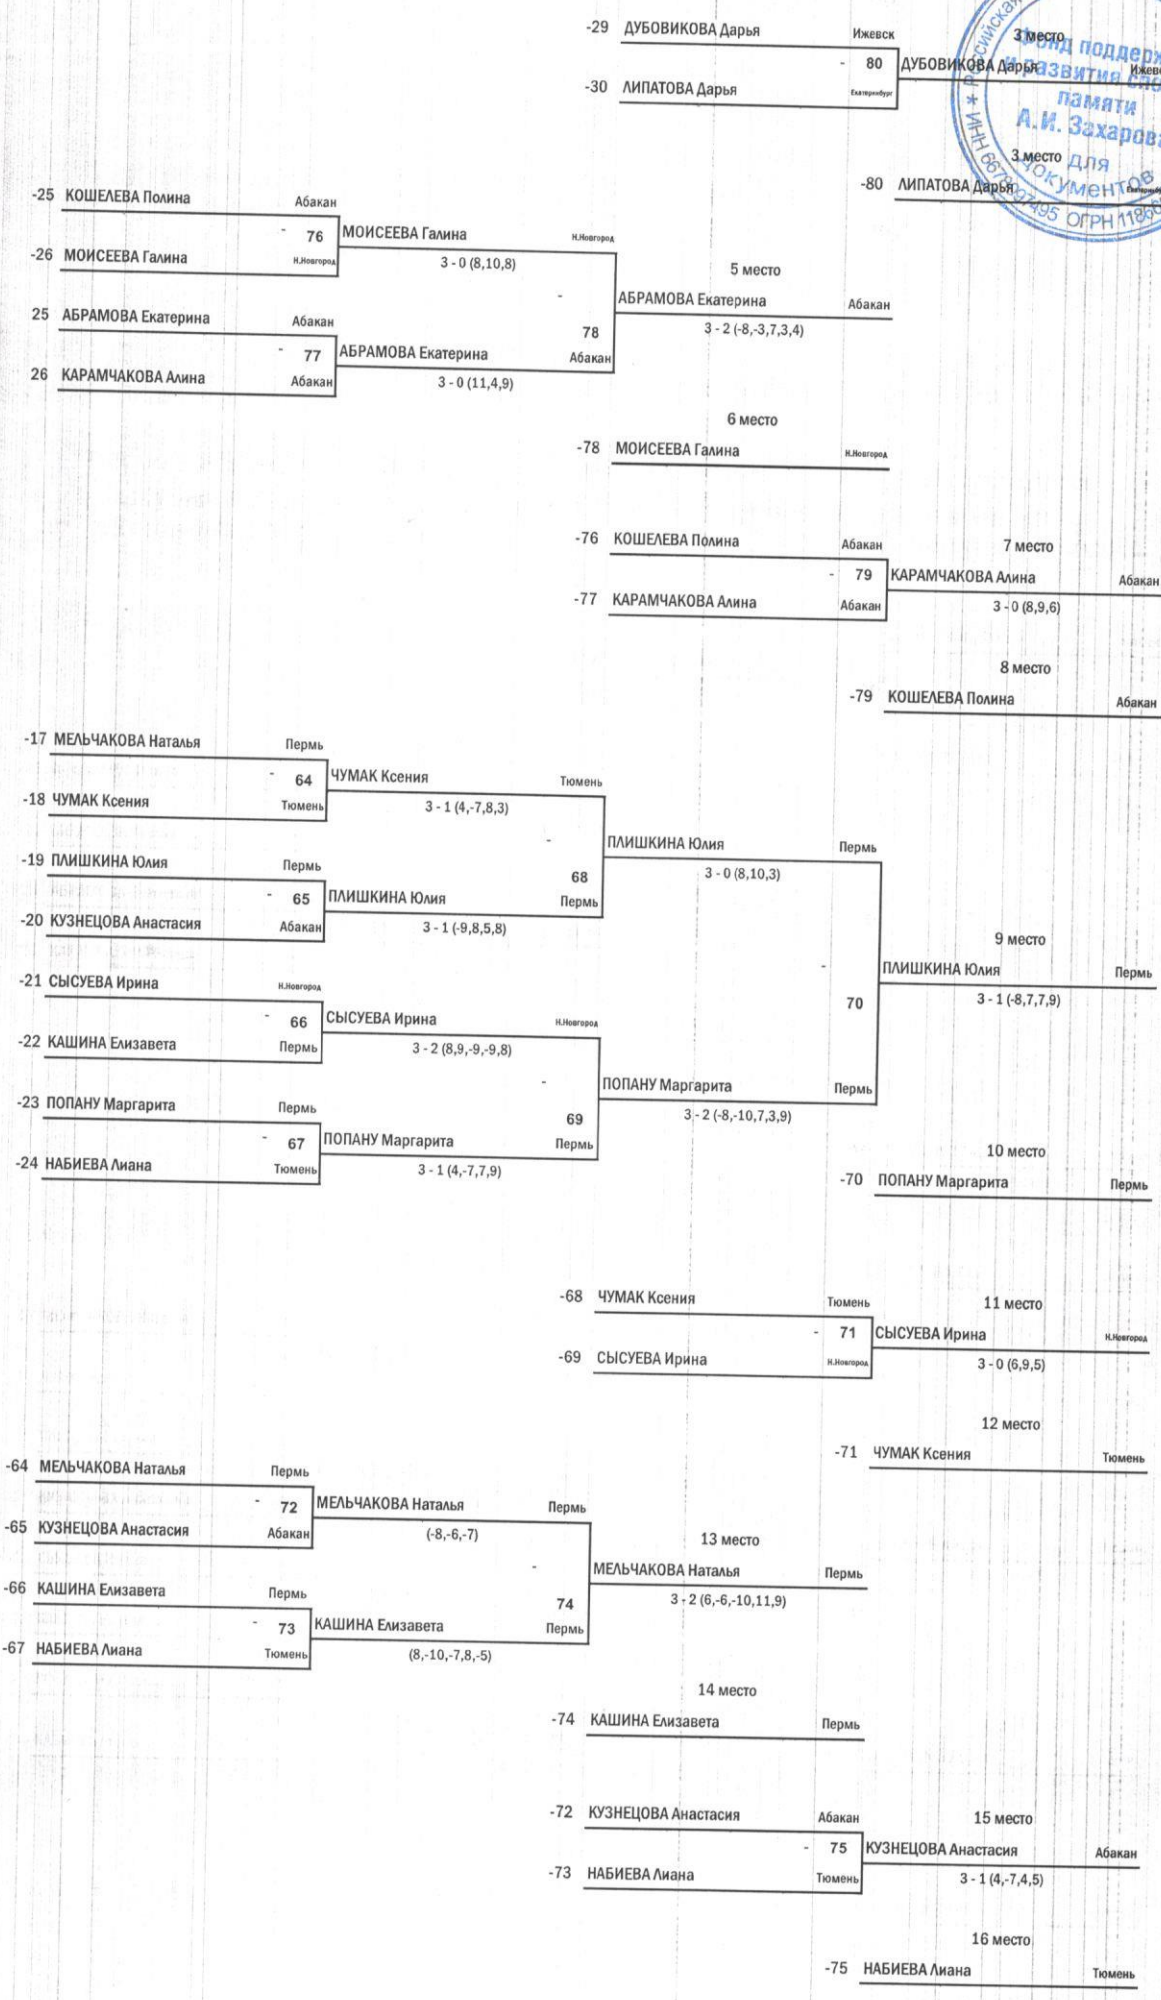 -29 ДУБОВИКОВА Дарья Ижевск
3 место
- 80 ДУБОВИКОВА Дарья
-30 ЛИПАТОВА Дарья Екатеринбург
3 место
-80 ЛИПАТОВА Дарья
Фонд поддерж
и развития спо
памяти
А.И. Захаров
для
документов
-25 КОШЕЛЕВА Полина Абакан
- 76 МОИСЕЕВА Галина Н.Новгород
-26 МОИСЕЕВА Галина Н.Новгород 3 - 0 (8,10,8)
5 место
- АБРАМОВА Екатерина Абакан
25 АБРАМОВА Екатерина Абакан 78 3 - 2 (-8,-3,7,3,4)
- 77 АБРАМОВА Екатерина Абакан
26 КАРАМЧАКОВА Алина Абакан 3 - 0 (11,4,9)
6 место
-78 МОИСЕЕВА Галина Н.Новгород
-76 КОШЕЛЕВА Полина Абакан 7 место
- 79 КАРАМЧАКОВА Алина Абакан
-77 КАРАМЧАКОВА Алина Абакан 3 - 0 (8,9,6)
8 место
-79 КОШЕЛЕВА Полина Абакан
-17 МЕЛЬЧАКОВА Наталья Пермь
- 64 ЧУМАК Ксения Тюмень
-18 ЧУМАК Ксения Тюмень 3 - 1 (4,-7,8,3)
- ПЛИШКИНА Юлия Пермь
-19 ПЛИШКИНА Юлия Пермь 68 3 - 0 (8,10,3)
- 65 ПЛИШКИНА Юлия Пермь
-20 КУЗНЕЦОВА Анастасия Абакан 3 - 1 (-9,8,5,8)
9 место
- ПЛИШКИНА Юлия Пермь
-21 СЫСУЕВА Ирина Н.Новгород 70 3 - 1 (-8,7,7,9)
- 66 СЫСУЕВА Ирина Н.Новгород
-22 КАШИНА Елизавета Пермь 3 - 2 (8,9,-9,-9,8)
- ПОПАНУ Маргарита Пермь
-23 ПОПАНУ Маргарита Пермь 69 3 - 2 (-8,-10,7,3,9)
- 67 ПОПАНУ Маргарита Пермь
-24 НАБИЕВА Лиана Тюмень 3 - 1 (4,-7,7,9)
10 место
-70 ПОПАНУ Маргарита Пермь
-68 ЧУМАК Ксения Тюмень 11 место
- 71 СЫСУЕВА Ирина Н.Новгород
-69 СЫСУЕВА Ирина Н.Новгород 3 - 0 (6,9,5)
12 место
-71 ЧУМАК Ксения Тюмень
-64 МЕЛЬЧАКОВА Наталья Пермь
- 72 МЕЛЬЧАКОВА Наталья Пермь
-65 КУЗНЕЦОВА Анастасия Абакан (-8,-6,-7)
13 место
- МЕЛЬЧАКОВА Наталья Пермь
-66 КАШИНА Елизавета Пермь 74 3 - 2 (6,-6,-10,11,9)
- 73 КАШИНА Елизавета Пермь
-67 НАБИЕВА Лиана Тюмень (8,-10,-7,8,-5)
14 место
-74 КАШИНА Елизавета Пермь
-72 КУЗНЕЦОВА Анастасия Абакан 15 место
- 75 КУЗНЕЦОВА Анастасия Абакан
-73 НАБИЕВА Лиана Тюмень 3 - 1 (4,-7,4,5)
16 место
-75 НАБИЕВА Лиана Тюмень